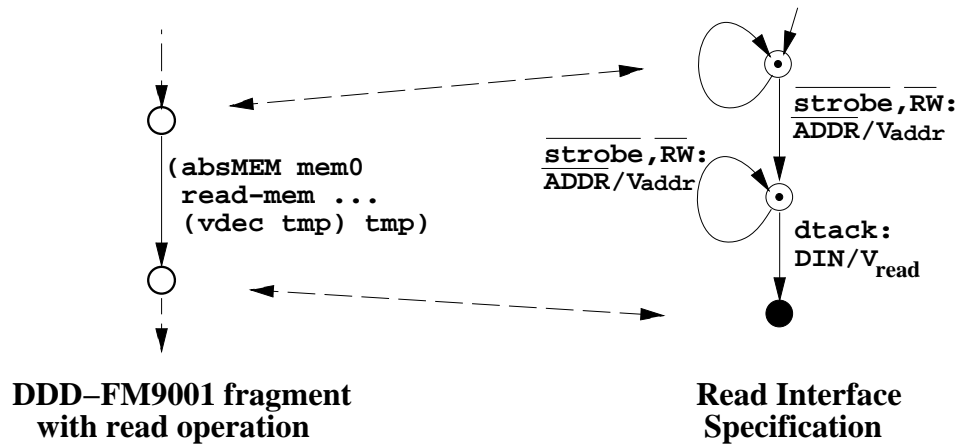 (absMEM mem0
read-mem ...
(vdec tmp) tmp)
DDD–FM9001 fragment
with read operation
strobe,RW:
ADDR/Vaddr
strobe,RW:
ADDR/Vaddr
dtack:
DIN/Vread
Read Interface
Specification